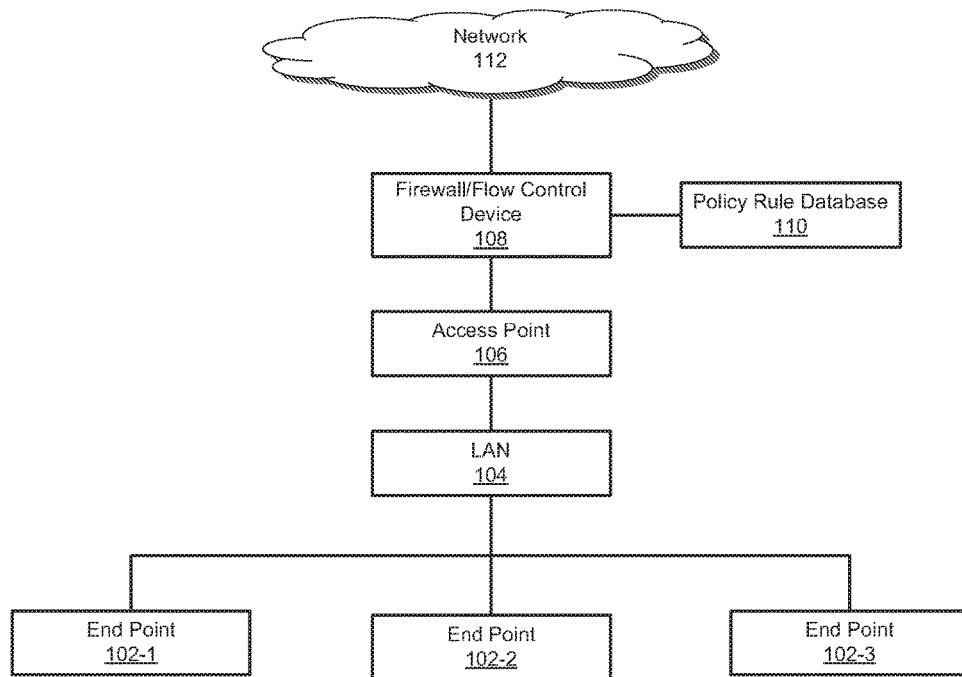 Network
112
Firewall/Flow Control
Device
108
Policy Rule Database
110
Access Point
106
LAN
104
End Point
102-1
End Point
102-2
End Point
102-3